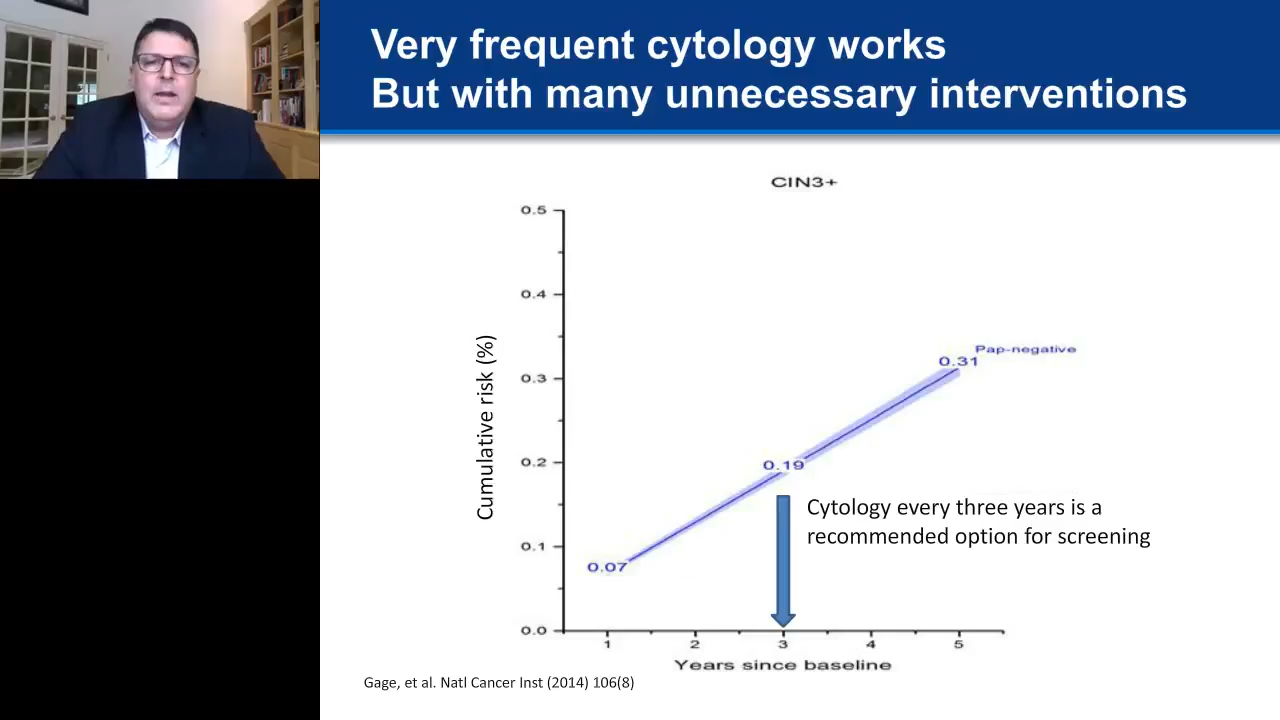 Very frequent cytology works
But with many unnecessary interventions
CIN3+
0.5
0.4
0.3
0.2
0.1
0.0
Cumulative risk (%)
Pap-negative
0.31
0.19
0.07
Cytology every three years is a
recommended option for screening
1 2 3 4 5
Years since baseline
Gage, et al. Natl Cancer Inst (2014) 106(8)